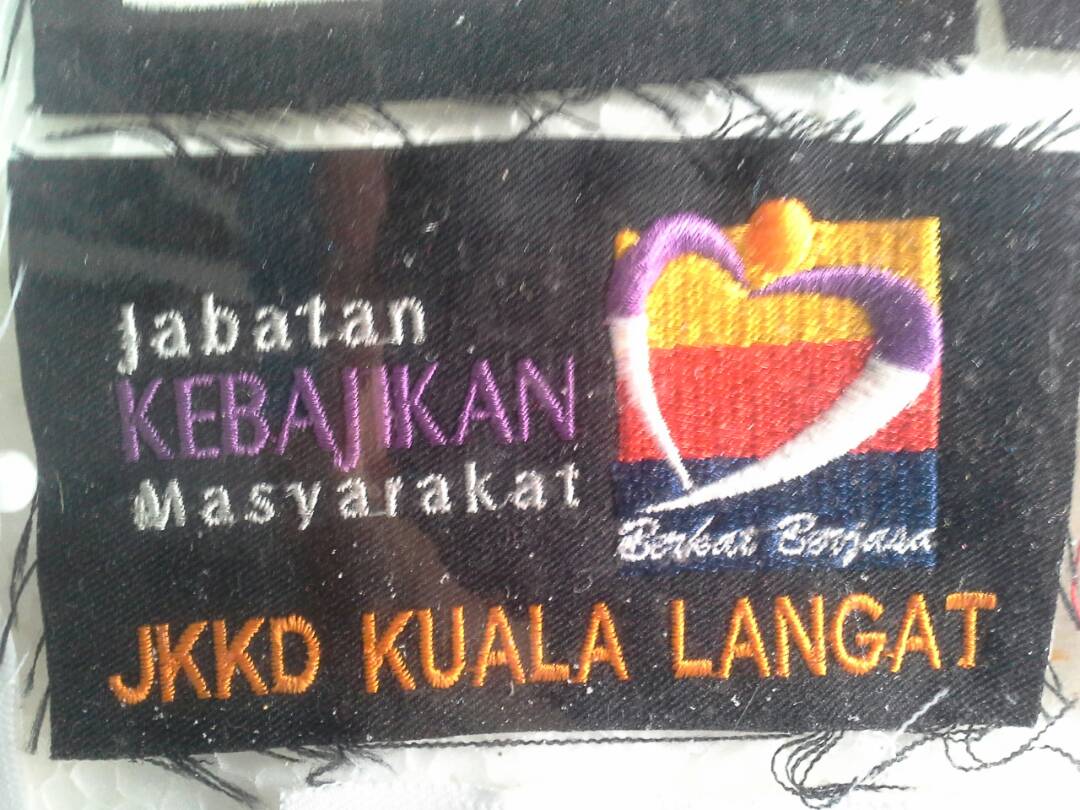 Jabatan
KEBAJIKAN
Masyarakat
Berkat Berjasa
JKKD KUALA LANGAT